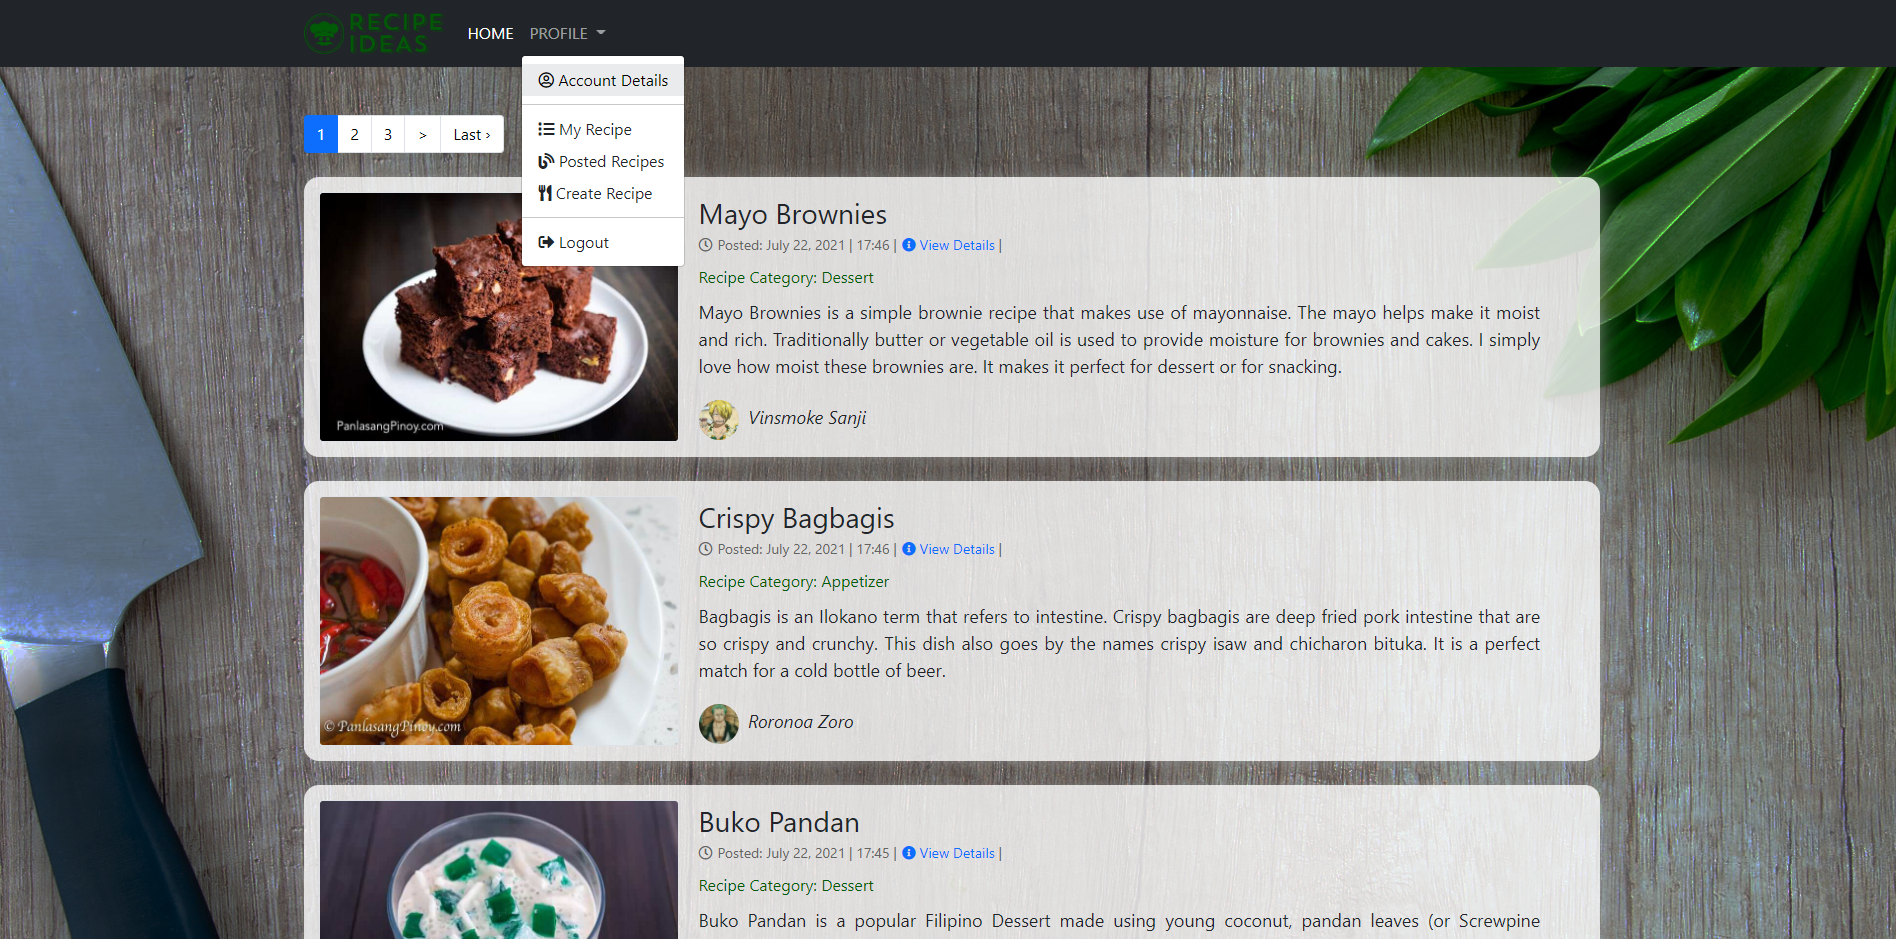 RECIPE
IDEAS
HOME PROFILE
Account Details
My Recipe
Posted Recipes
Create Recipe
Logout
1 2 3 > Last ›
Mayo Brownies
Posted: July 22, 2021 | 17:46 | View Details |
Recipe Category: Dessert
Mayo Brownies is a simple brownie recipe that makes use of mayonnaise. The mayo helps make it moist
and rich. Traditionally butter or vegetable oil is used to provide moisture for brownies and cakes. I simply
love how moist these brownies are. It makes it perfect for dessert or for snacking.
Vinsmoke Sanji
PanlasangPinoy.com
Crispy Bagbagis
Posted: July 22, 2021 | 17:46 | View Details |
Recipe Category: Appetizer
Bagbagis is an Ilokano term that refers to intestine. Crispy bagbagis are deep fried pork intestine that are
so crispy and crunchy. This dish also goes by the names crispy isaw and chicharon bituka. It is a perfect
match for a cold bottle of beer.
Roronoa Zoro
© PanlasangPinoy.com
Buko Pandan
Posted: July 22, 2021 | 17:45 | View Details |
Recipe Category: Dessert
Buko Pandan is a popular Filipino Dessert made using young coconut, pandan leaves (or Screwpine